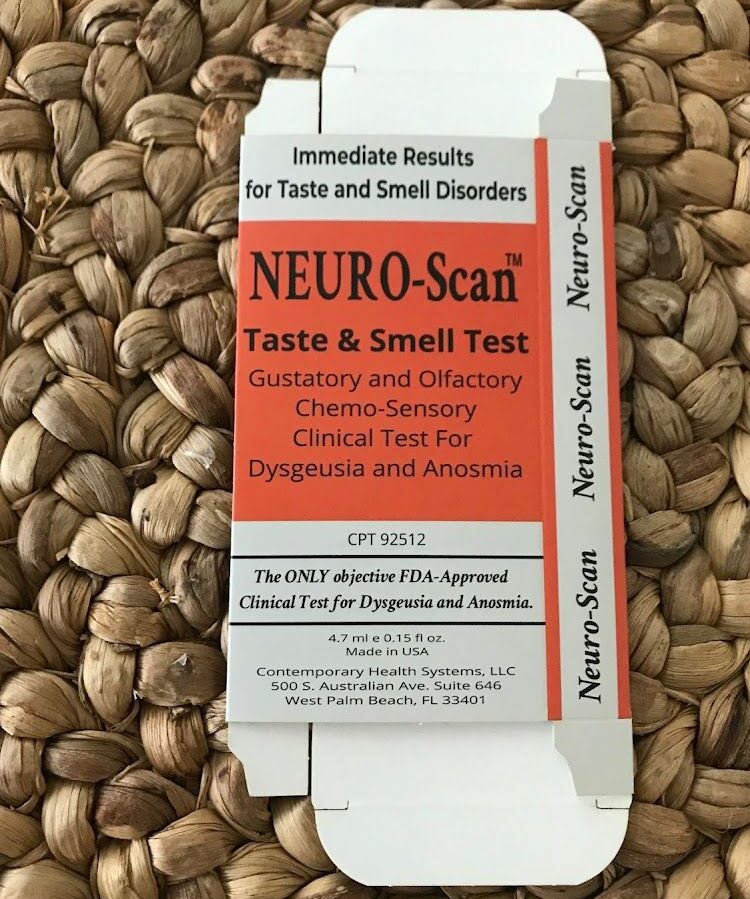 Immediate Results
for Taste and Smell Disorders
NEURO-Scan™
Taste & Smell Test
Gustatory and Olfactory
Chemo-Sensory
Clinical Test For
Dysgeusia and Anosmia
CPT 92512
The ONLY objective FDA-Approved
Clinical Test for Dysgeusia and Anosmia.
4.7 ml e 0.15 fl oz.
Made in USA
Contemporary Health Systems, LLC
500 S. Australian Ave. Suite 646
West Palm Beach, FL 33401
Neuro-Scan
Neuro-Scan
Neuro-Scan